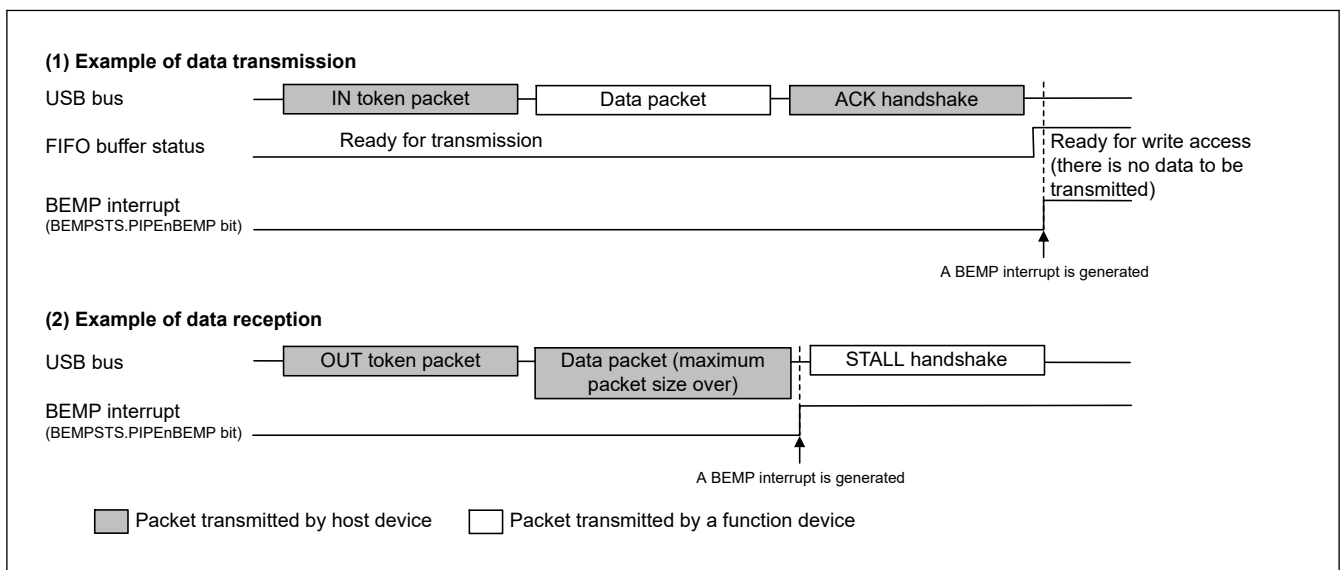 (1) Example of data transmission
USB bus
IN token packet
Data packet
ACK handshake
FIFO buffer status
Ready for transmission
Ready for write access
(there is no data to be
transmitted)
BEMP interrupt
(BEMPSTS.PIPEnBEMP bit)
A BEMP interrupt is generated
(2) Example of data reception
USB bus
OUT token packet
Data packet (maximum
packet size over)
STALL handshake
BEMP interrupt
(BEMPSTS.PIPEnBEMP bit)
A BEMP interrupt is generated
Packet transmitted by host device
Packet transmitted by a function device